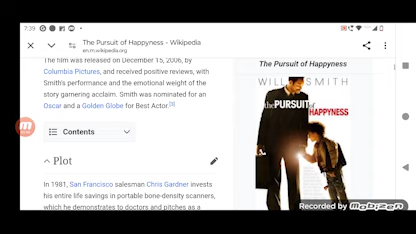 7:39
The Pursuit of Happyness - Wikipedia
en.m.wikipedia.org
The film was released on December 15, 2006, by
Columbia Pictures, and received positive reviews, with
Smith's performance and the emotional weight of the
story garnering acclaim. Smith was nominated for an
Oscar and a Golden Globe for Best Actor.[3]
Contents
Plot
In 1981, San Francisco salesman Chris Gardner invests
his entire life savings in portable bone-density scanners,
which he demonstrates to doctors and pitches as a
The Pursuit of Happyness
WILL SMITH
the PURSUIT of
HAPPYNESS
Recorded by Mobizen